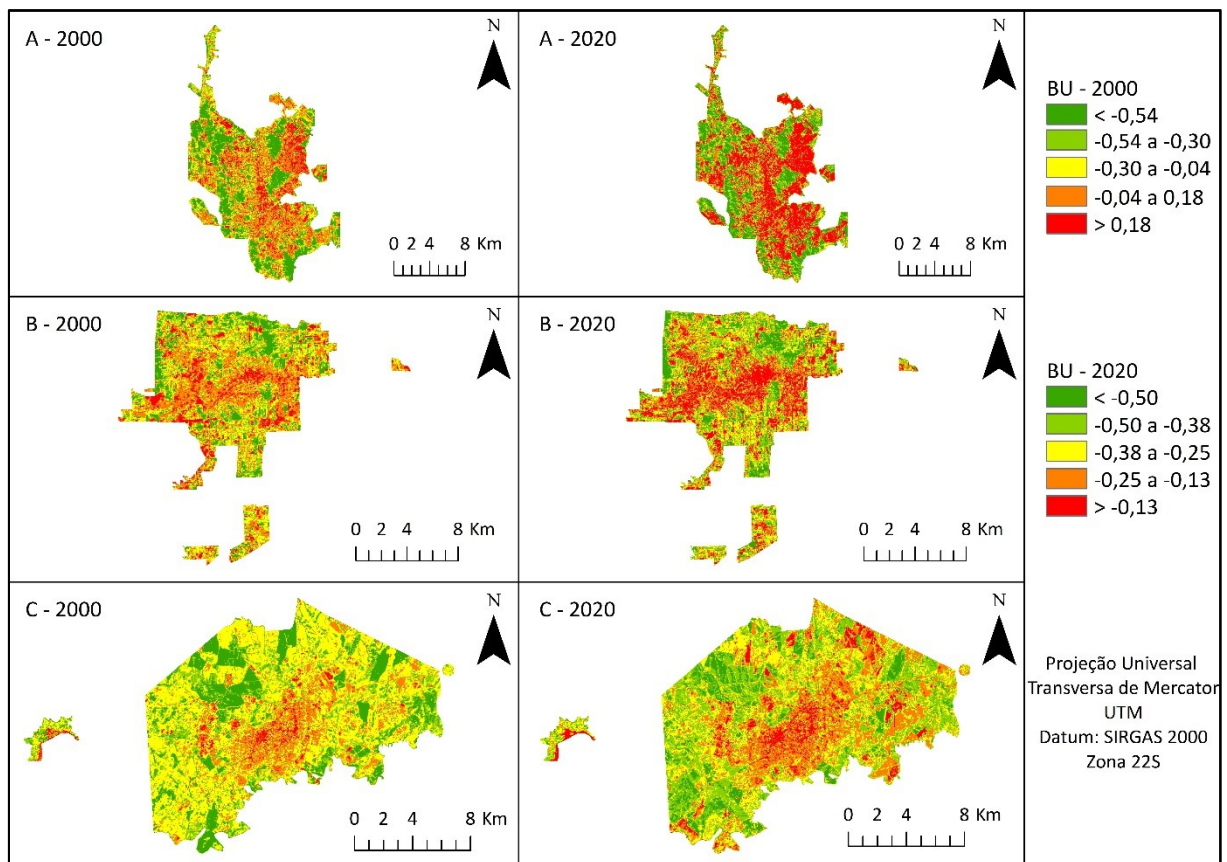 A - 2000
N
0 2 4 8 Km
A - 2020
N
0 2 4 8 Km
B - 2000
N
0 2 4 8 Km
B - 2020
N
0 2 4 8 Km
C - 2000
N
0 2 4 8 Km
C - 2020
N
0 2 4 8 Km
BU - 2000
< -0,54
-0,54 a -0,30
-0,30 a -0,04
-0,04 a 0,18
> 0,18
BU - 2020
< -0,50
-0,50 a -0,38
-0,38 a -0,25
-0,25 a -0,13
> -0,13
Projeção Universal
Transversa de Mercator
UTM
Datum: SIRGAS 2000
Zona 22S